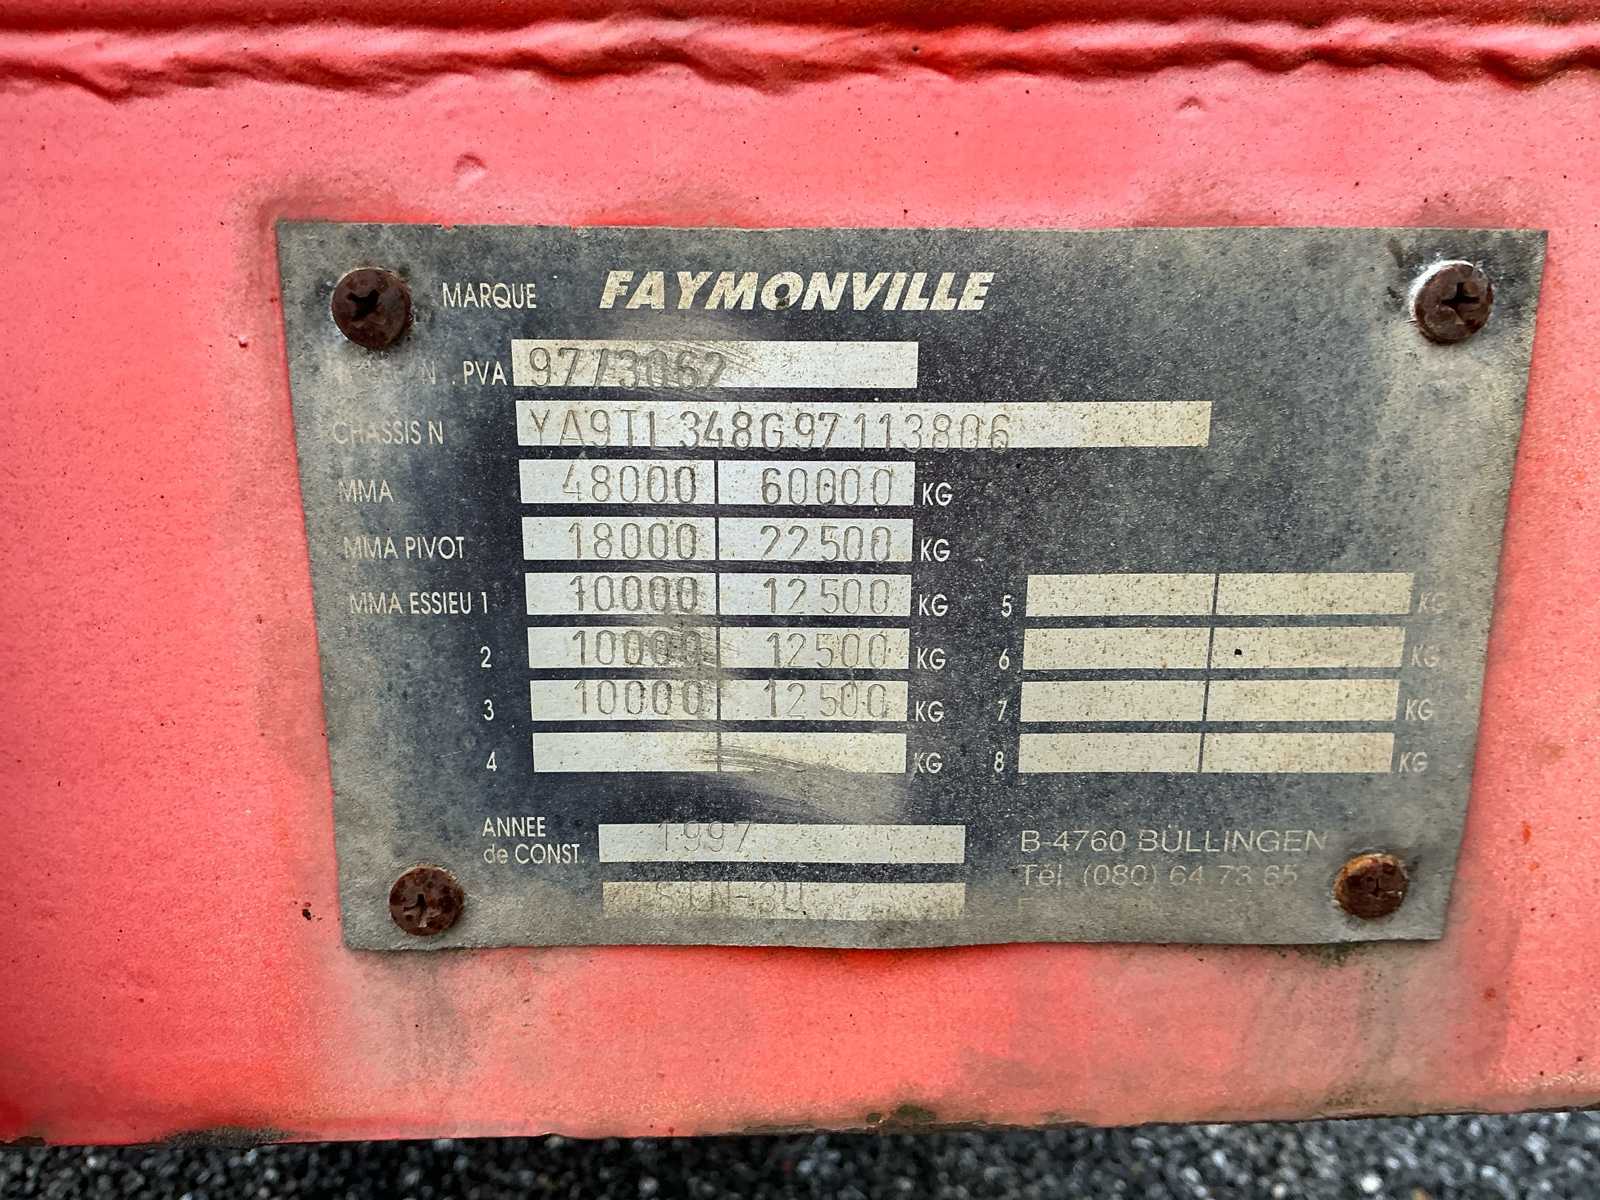 MARQUE FAYMONVILLE
N . PVA 97/3062
CHASSIS N YA9TL348G97113806
MMA 48000 60000 KG
MMA PIVOT 18000 22500 KG
MMA ESSIEU 1 10000 12500 KG 5 KG
2 10000 12500 KG 6 KG
3 10000 12500 KG 7 KG
4 KG 8 KG
ANNEE
de CONST. 1997
B-4760 BÜLLINGEN
Tél. (080) 64 73 65